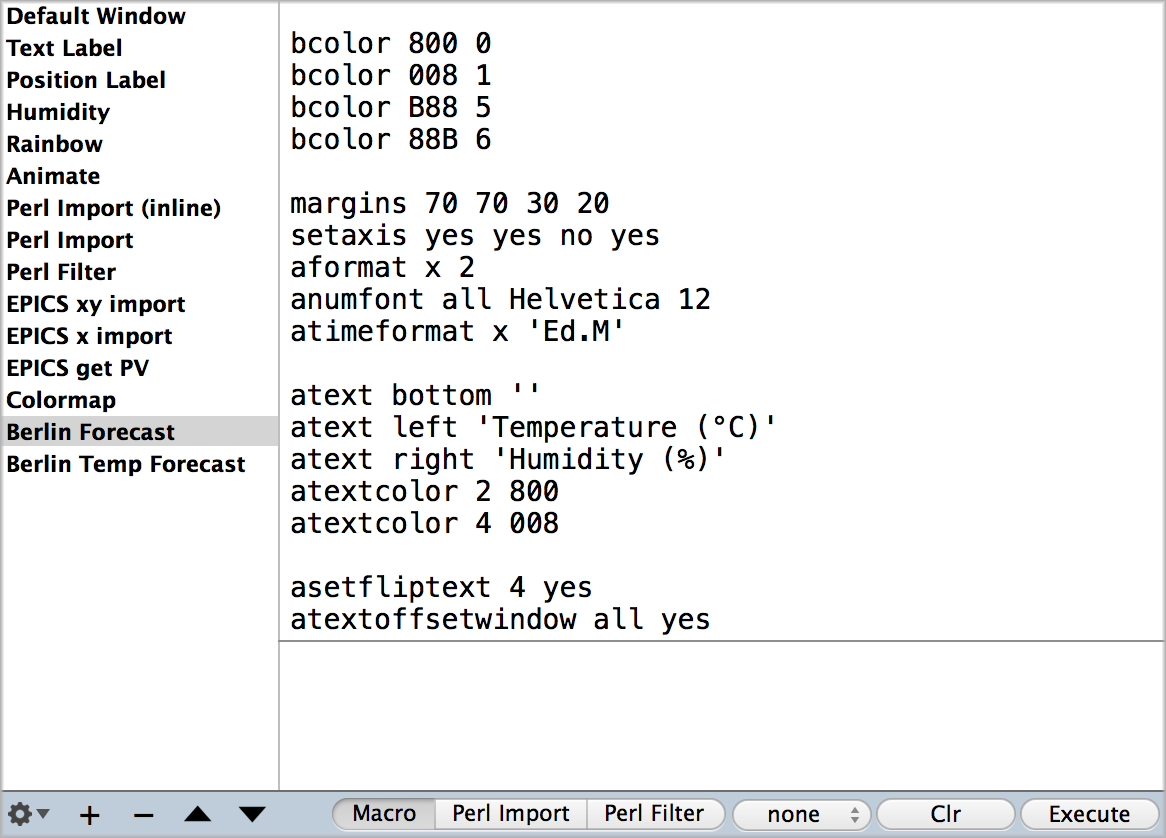 Default Window
Text Label
Position Label
Humidity
Rainbow
Animate
Perl Import (inline)
Perl Import
Perl Filter
EPICS xy import
EPICS x import
EPICS get PV
Colormap
Berlin Forecast
Berlin Temp Forecast
bcolor 800 0
bcolor 008 1
bcolor B88 5
bcolor 88B 6
margins 70 70 30 20
setaxis yes yes no yes
aformat x 2
anumfont all Helvetica 12
atimeformat x 'Ed.M'
atext bottom ''
atext left 'Temperature (°C)'
atext right 'Humidity (%)'
atextcolor 2 800
atextcolor 4 008
asetfliptext 4 yes
atextoffsetwindow all yes
Macro Perl Import Perl Filter none Clr Execute